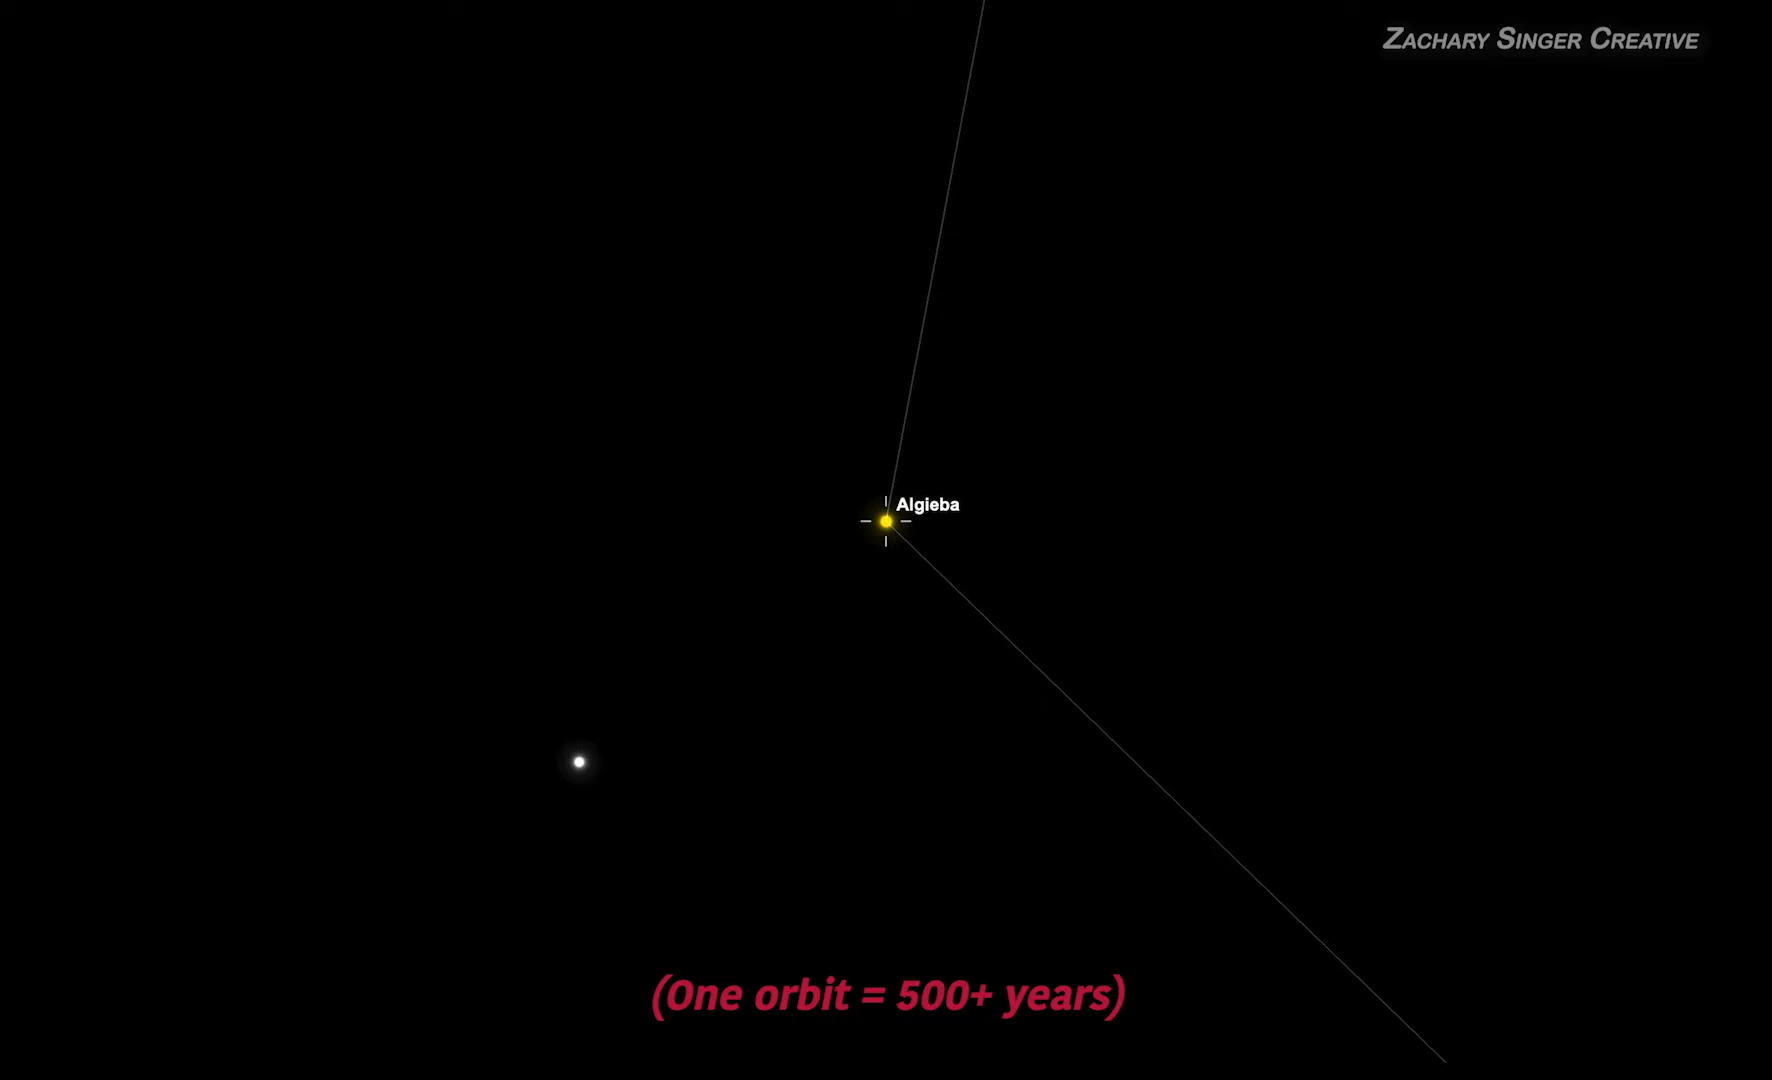 ZACHARY SINGER CREATIVE
Algieba
(One orbit = 500+ years)